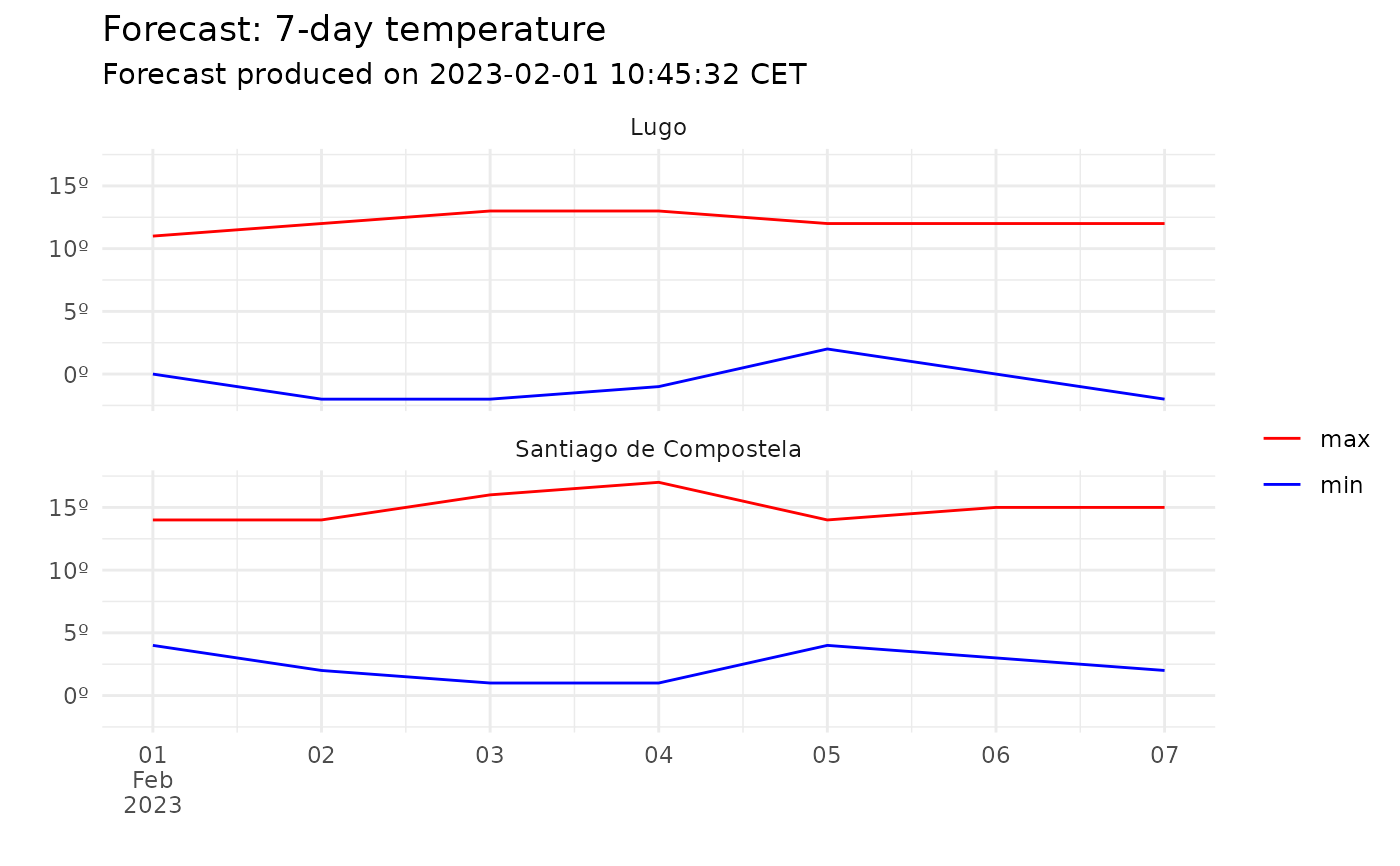 Forecast: 7-day temperature
Forecast produced on 2023-02-01 10:45:32 CET
Lugo
15º
10º
5º
0º
Santiago de Compostela
15º
10º
5º
0º
max
min
01 02 03 04 05 06 07
Feb
2023